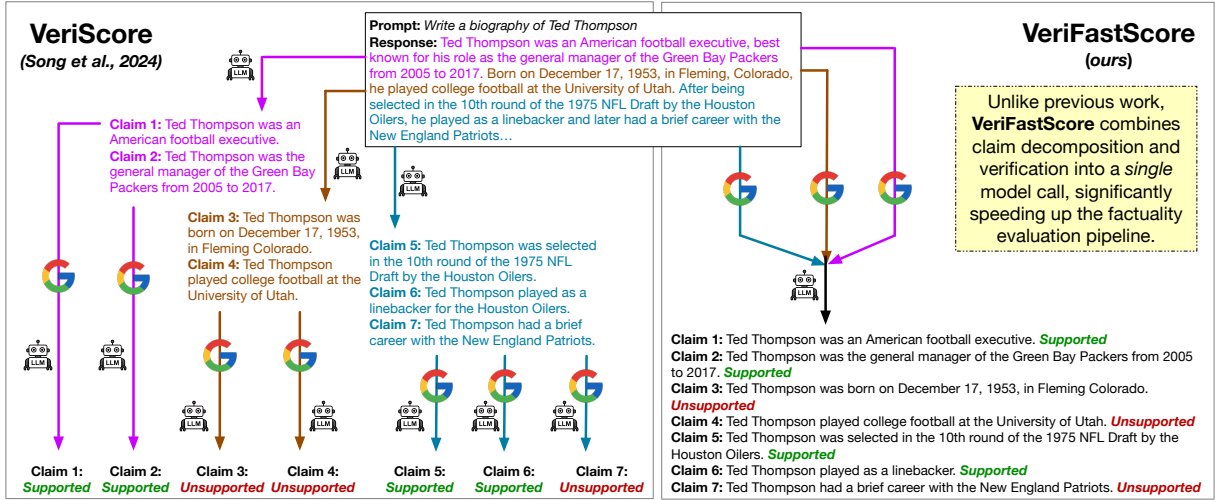 VeriScore
(Song et al., 2024)
Prompt: Write a biography of Ted Thompson
Response: Ted Thompson was an American football executive, best
known for his role as the general manager of the Green Bay Packers
from 2005 to 2017. Born on December 17, 1953, in Fleming, Colorado,
he played college football at the University of Utah. After being
selected in the 10th round of the 1975 NFL Draft by the Houston
Oilers, he played as a linebacker and later had a brief career with the
New England Patriots...
LLM
Claim 1: Ted Thompson was an
American football executive.
Claim 2: Ted Thompson was the
general manager of the Green Bay
Packers from 2005 to 2017.
LLM
Claim 3: Ted Thompson was
born on December 17, 1953,
in Fleming Colorado.
Claim 4: Ted Thompson
played college football at the
University of Utah.
LLM
Claim 5: Ted Thompson was selected
in the 10th round of the 1975 NFL
Draft by the Houston Oilers.
Claim 6: Ted Thompson played as a
linebacker for the Houston Oilers.
Claim 7: Ted Thompson had a brief
career with the New England Patriots.
LLM
LLM
LLM
LLM
LLM
LLM
LLM
Claim 1:
Supported
Claim 2:
Supported
Claim 3:
Unsupported
Claim 4:
Unsupported
Claim 5:
Supported
Claim 6:
Supported
Claim 7:
Unsupported
VeriFastScore
(ours)
Unlike previous work,
VeriFastScore combines
claim decomposition and
verification into a single
model call, significantly
speeding up the factuality
evaluation pipeline.
LLM
Claim 1: Ted Thompson was an American football executive. Supported
Claim 2: Ted Thompson was the general manager of the Green Bay Packers from 2005
to 2017. Supported
Claim 3: Ted Thompson was born on December 17, 1953, in Fleming Colorado.
Unsupported
Claim 4: Ted Thompson played college football at the University of Utah. Unsupported
Claim 5: Ted Thompson was selected in the 10th round of the 1975 NFL Draft by the
Houston Oilers. Supported
Claim 6: Ted Thompson played as a linebacker. Supported
Claim 7: Ted Thompson had a brief career with the New England Patriots. Unsupported